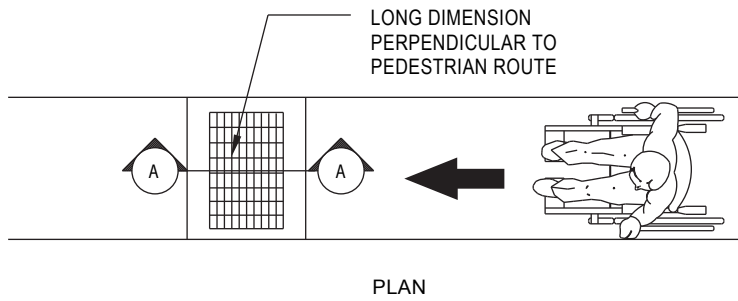 LONG DIMENSION
PERPENDICULAR TO
PEDESTRIAN ROUTE
A
A
PLAN